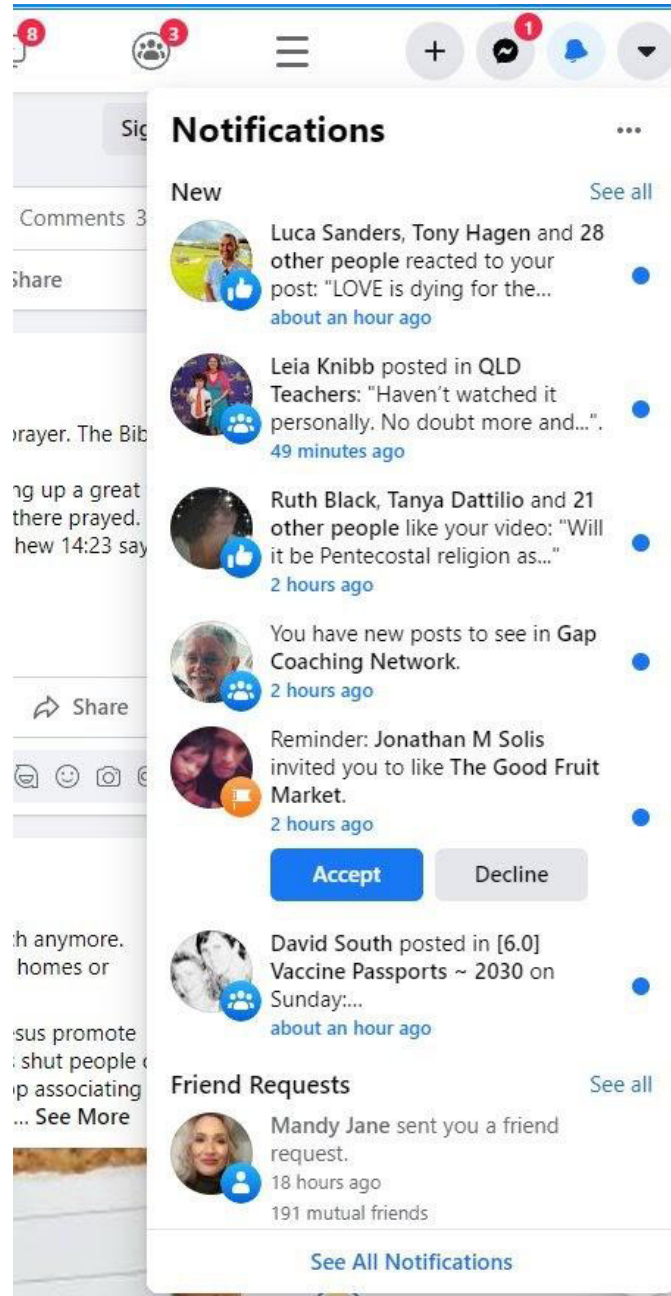 8
3
1
Sig
Comments 3
Share
prayer. The Bib
ng up a great
there prayed.
hew 14:23 say
Share
ch anymore.
homes or
esus promote
shut people
op associating
... See More
Notifications
New
See all
Luca Sanders, Tony Hagen and 28
other people reacted to your
post: "LOVE is dying for the...
about an hour ago
Leia Knibb posted in QLD
Teachers: "Haven't watched it
personally. No doubt more and...".
49 minutes ago
Ruth Black, Tanya Dattilio and 21
other people like your video: "Will
it be Pentecostal religion as..."
2 hours ago
You have new posts to see in Gap
Coaching Network.
2 hours ago
Reminder: Jonathan M Solis
invited you to like The Good Fruit
Market.
2 hours ago
Accept
Decline
David South posted in [6.0]
Vaccine Passports ~ 2030 on
Sunday:...
about an hour ago
Friend Requests
See all
Mandy Jane sent you a friend
request.
18 hours ago
191 mutual friends
See All Notifications